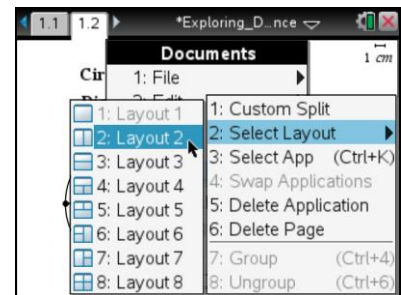 1.1 1.2 *Exploring_D...nce
Documents
1 cm
Cir
1: File
1: Layout 1
2: Layout 2
3: Layout 3
4: Layout 4
5: Layout 5
6: Layout 6
7: Layout 7
8: Layout 8
1: Custom Split
2: Select Layout
3: Select App (Ctrl+K)
4: Swap Applications
5: Delete Application
6: Delete Page
7: Group (Ctrl+4)
8: Ungroup (Ctrl+6)